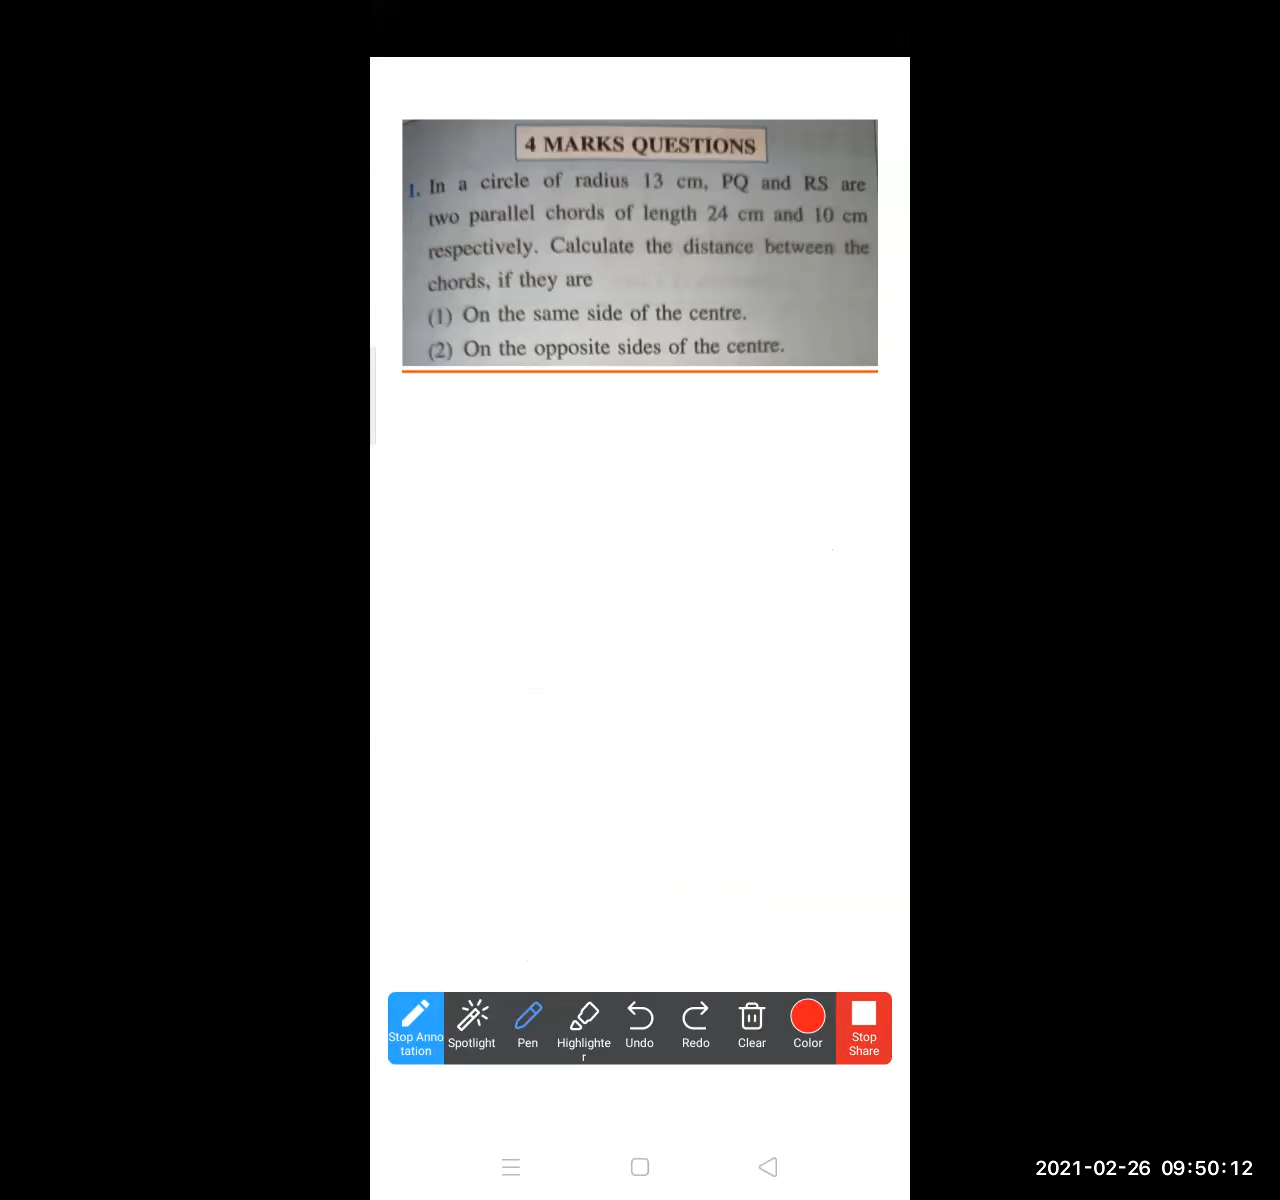 4 MARKS QUESTIONS
1. In a circle of radius 13 cm, PQ and RS are
two parallel chords of length 24 cm and 10 cm
respectively. Calculate the distance between the
chords, if they are
(1) On the same side of the centre.
(2) On the opposite sides of the centre.
Stop Anno
tation
Spotlight
Pen
Highlighte
r
Undo
Redo
Clear
Color
Stop
Share
2021-02-26 09:50:12